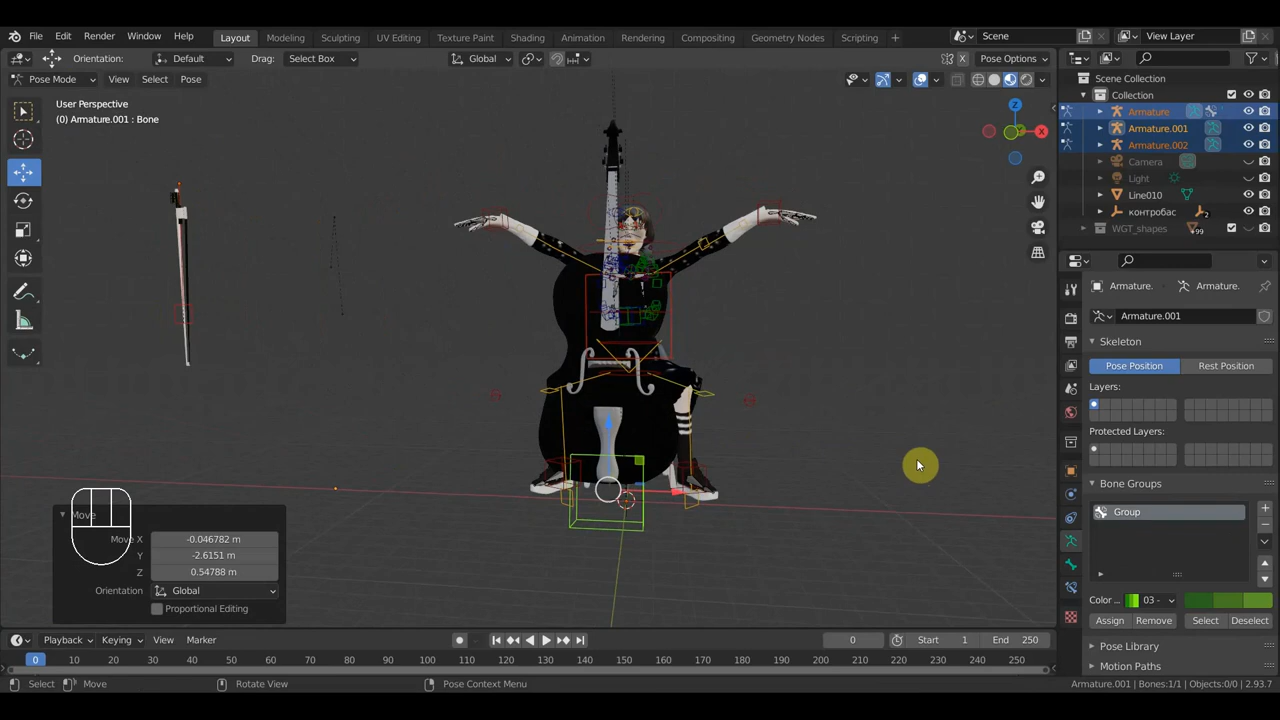 File Edit Render Window Help Layout Modeling Sculpting UV Editing Texture Paint Shading Animation Rendering Compositing Geometry Nodes Scripting + Scene View Layer
Orientation: Default Drag: Select Box Global Pose Options
Pose Mode View Select Pose
User Perspective
(0) Armature.001 : Bone
Z
X
Scene Collection
Collection
Armature
Armature.001
Armature.002
Camera
Light
Line010
контробас 2
WGT_shapes 99
Armature. Armature.
Armature.001
Skeleton
Pose Position Rest Position
Layers:
Protected Layers:
Bone Groups
Group
Color ... 03 -
Assign Remove Select Deselect
Pose Library
Motion Paths
Move
Move X -0.046782 m
Y -2.6151 m
Z 0.54788 m
Orientation Global
Proportional Editing
Playback Keying View Marker 0 Start 1 End 250
0 10 20 30 40 50 60 70 80 90 100 110 120 130 140 150 160 170 180 190 200 210 220 230 240 250
Select Move Rotate View Pose Context Menu Armature.001 | Bones:1/1 | Objects:0/0 | 2.93.7